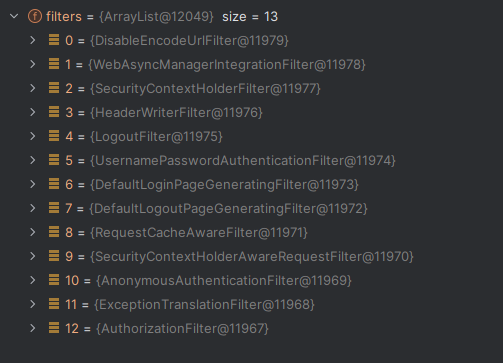 f filters = {ArrayList@12049} size = 13
0 = {DisableEncodeUrlFilter@11979}
1 = {WebAsyncManagerIntegrationFilter@11978}
2 = {SecurityContextHolderFilter@11977}
3 = {HeaderWriterFilter@11976}
4 = {LogoutFilter@11975}
5 = {UsernamePasswordAuthenticationFilter@11974}
6 = {DefaultLoginPageGeneratingFilter@11973}
7 = {DefaultLogoutPageGeneratingFilter@11972}
8 = {RequestCacheAwareFilter@11971}
9 = {SecurityContextHolderAwareRequestFilter@11970}
10 = {AnonymousAuthenticationFilter@11969}
11 = {ExceptionTranslationFilter@11968}
12 = {AuthorizationFilter@11967}